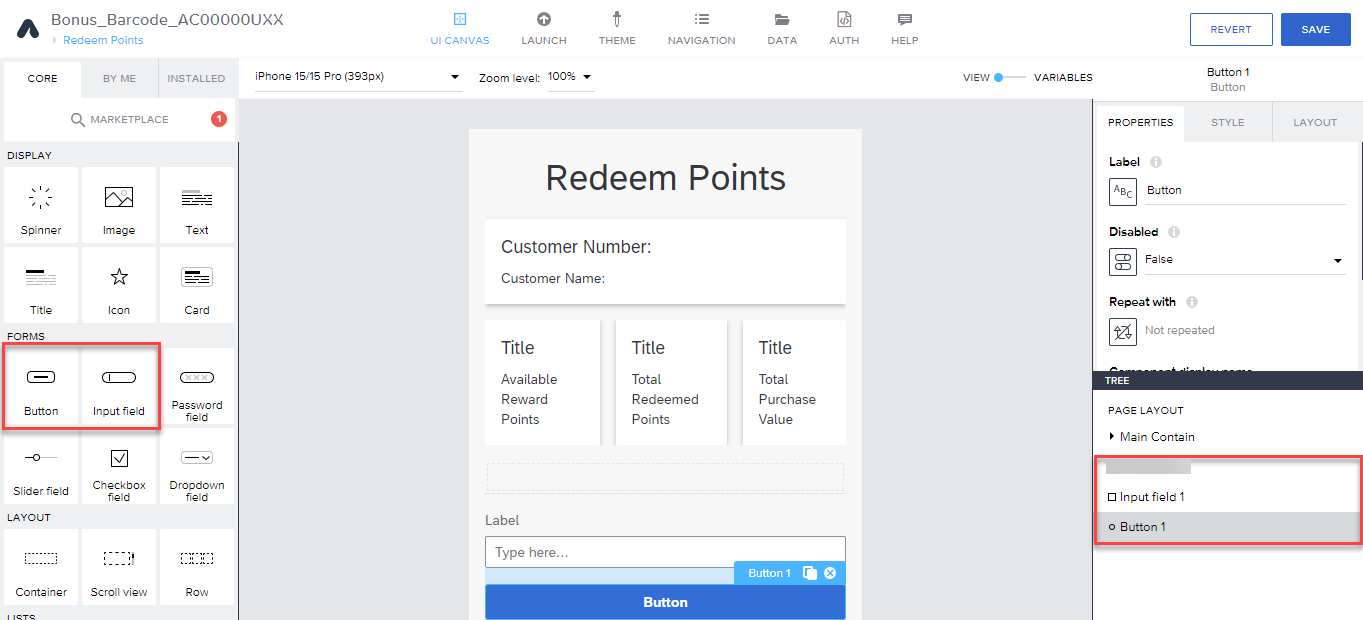 Bonus_Barcode_AC00000UXX
Redeem Points
UI CANVAS
LAUNCH
THEME
NAVIGATION
DATA
AUTH
HELP
REVERT
SAVE
CORE
BY ME
INSTALLED
MARKETPLACE
1
iPhone 15/15 Pro (393px)
Zoom level:
100%
VIEW
VARIABLES
Button 1
Button
DISPLAY
Spinner
Image
Text
Title
Icon
Card
FORMS
Button
Input field
Password
field
Slider field
Checkbox
field
Dropdown
field
LAYOUT
Container
Scroll view
Row
LISTS
Redeem Points
Customer Number:
Customer Name:
Title
Available
Reward
Points
Title
Total
Redeemed
Points
Title
Total
Purchase
Value
Label
Type here...
Button 1
Button
PROPERTIES
STYLE
LAYOUT
Label
ABC
Button
Disabled
False
Repeat with
Not repeated
Component display name
TREE
PAGE LAYOUT
Main Contain
Input field 1
Button 1